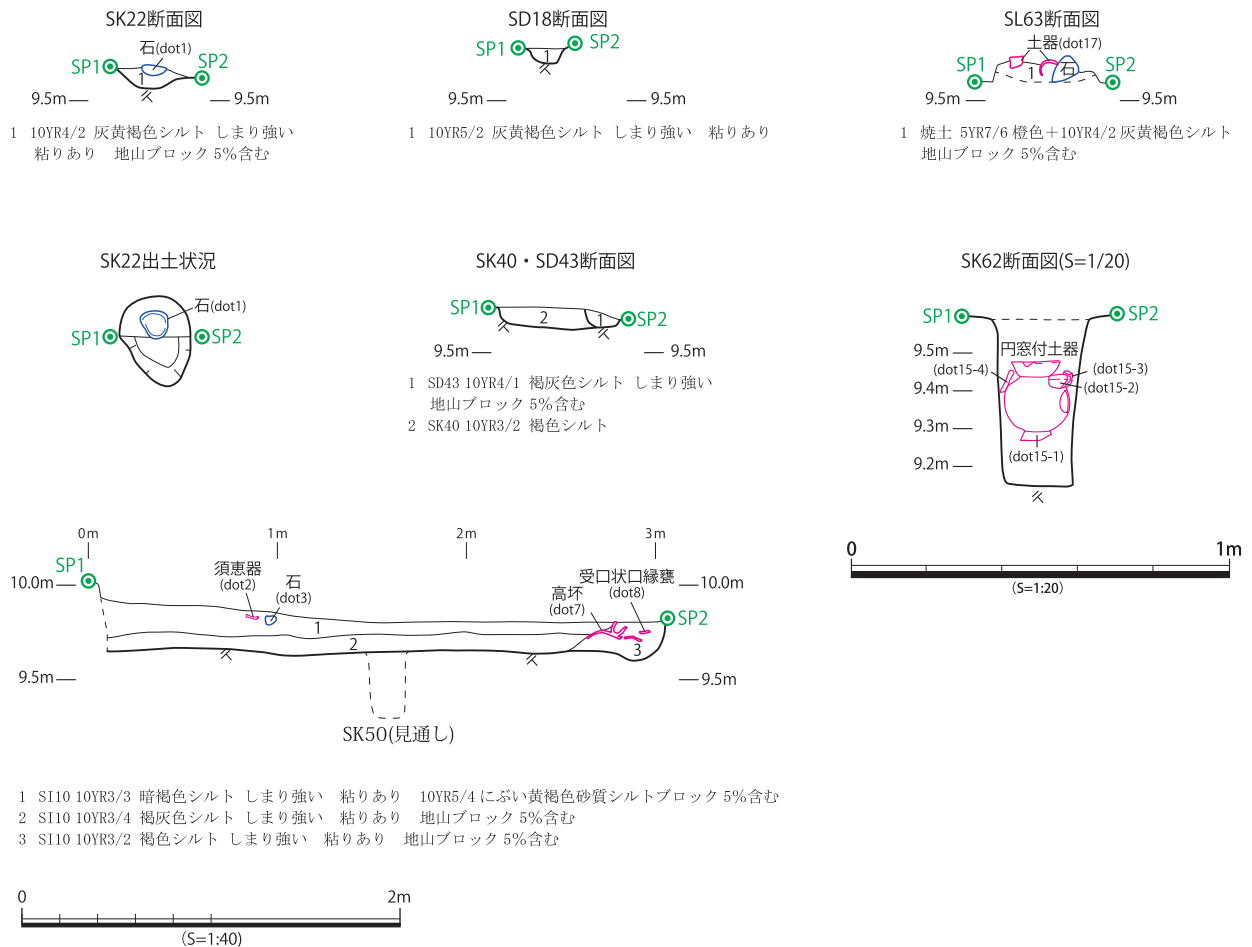 SK22断面図
石(dot1)
SP1
SP2
1
9.5m
9.5m
1 10YR4/2 灰黄褐色シルト しまり強い
粘りあり 地山ブロック 5%含む
SD18断面図
SP1
SP2
1
9.5m
9.5m
1 10YR5/2 灰黄褐色シルト しまり強い 粘りあり
SL63断面図
土器(dot17)
SP1
SP2
1
石
9.5m
9.5m
1 焼土 5YR7/6 橙色＋10YR4/2 灰黄褐色シルト
地山ブロック 5%含む
SK22出土状況
石(dot1)
SP1
SP2
SK40・SD43断面図
SP1
SP2
2
1
9.5m
9.5m
1 SD43 10YR4/1 褐灰色シルト しまり強い
地山ブロック 5%含む
2 SK40 10YR3/2 褐色シルト
SK62断面図(S=1/20)
SP1
SP2
9.5m
円窓付土器
(dot15-4)
(dot15-3)
9.4m
(dot15-2)
9.3m
(dot15-1)
9.2m
0
1m
(S=1:20)
0m
1m
2m
3m
SP1
10.0m
須恵器
(dot2)
石
(dot3)
受口状口縁甕
(dot8)
高坏
(dot7)
10.0m
SP2
1
2
3
9.5m
9.5m
SK50(見通し)
1 SI10 10YR3/3 暗褐色シルト しまり強い 粘りあり 10YR5/4 にぶい黄褐色砂質シルトブロック 5%含む
2 SI10 10YR3/4 褐灰色シルト しまり強い 粘りあり 地山ブロック 5%含む
3 SI10 10YR3/2 褐色シルト しまり強い 粘りあり 地山ブロック 5%含む
0
2m
(S=1:40)